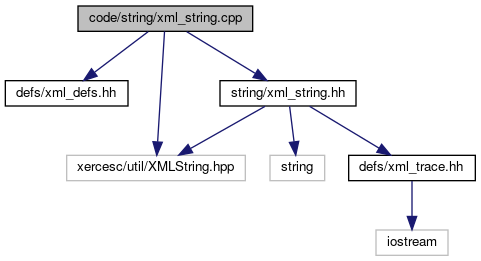 code/string/xml_string.cpp
defs/xml_defs.hh
string/xml_string.hh
xercesc/util/XMLString.hpp
string
defs/xml_trace.hh
iostream